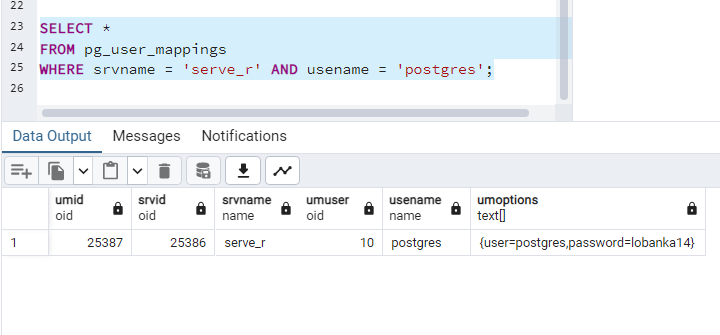 22
23 SELECT *
24 FROM pg_user_mappings
25 WHERE srvname = 'serve_r' AND usename = 'postgres';
26
Data Output Messages Notifications
umid srvid srvname umuser usename umoptions
oid oid name oid name text[]
1 25387 25386 serve_r 10 postgres {user=postgres,password=lobanka14}